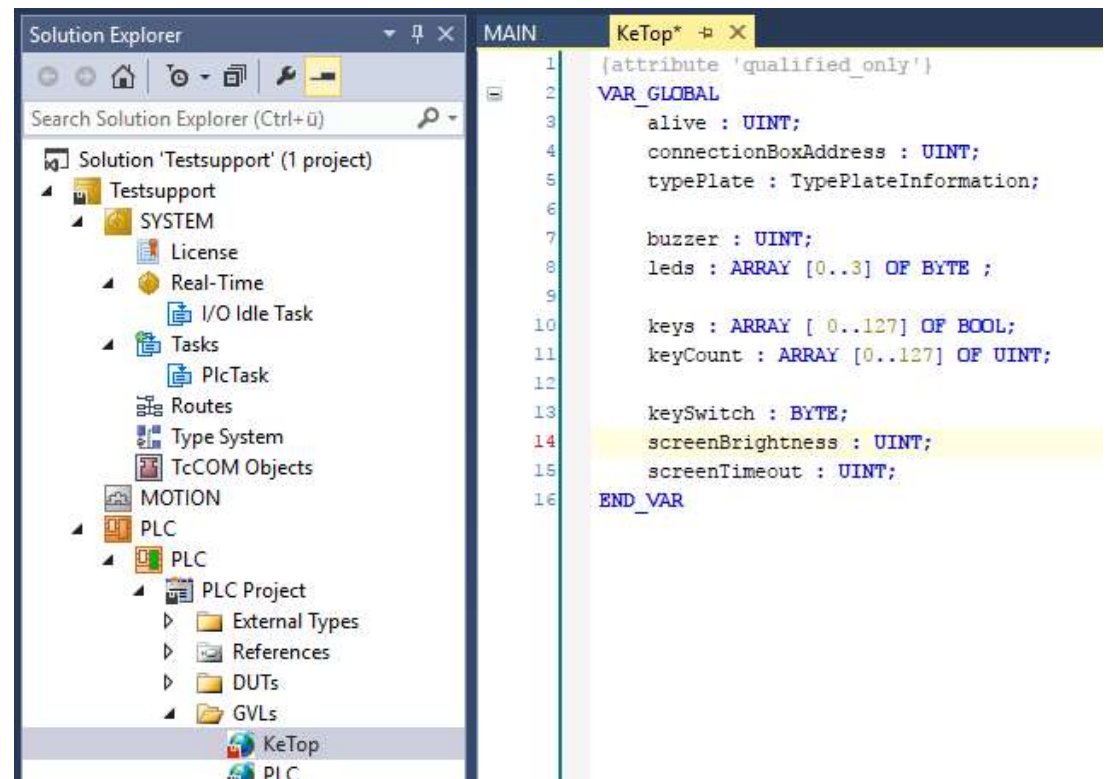 Solution Explorer
Search Solution Explorer (Ctrl+ü)
Solution 'Testsupport' (1 project)
Testsupport
SYSTEM
License
Real-Time
I/O Idle Task
Tasks
PlcTask
Routes
Type System
TcCOM Objects
MOTION
PLC
PLC
PLC Project
External Types
References
DUTs
GVLs
KeTop
PLC
MAIN KeTop*
1 {attribute 'qualified_only'}
2 VAR_GLOBAL
3 alive : UINT;
4 connectionBoxAddress : UINT;
5 typePlate : TypePlateInformation;
6
7 buzzer : UINT;
8 leds : ARRAY [0..3] OF BYTE ;
9
10 keys : ARRAY [ 0..127] OF BOOL;
11 keyCount : ARRAY [0..127] OF UINT;
12
13 keySwitch : BYTE;
14 screenBrightness : UINT;
15 screenTimeout : UINT;
16 END_VAR